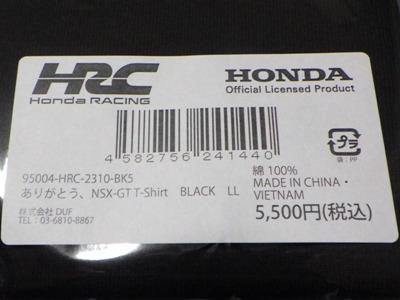 HRC
Honda RACING
HONDA
Official Licensed Product
4 582756 241440
プラ
袋：PP
95004-HRC-2310-BK5
ありがとう、NSX-GT T-Shirt BLACK LL
株式会社 DUF
TEL：03-6810-8867
綿 100%
MADE IN CHINA・
VIETNAM
5,500円(税込)